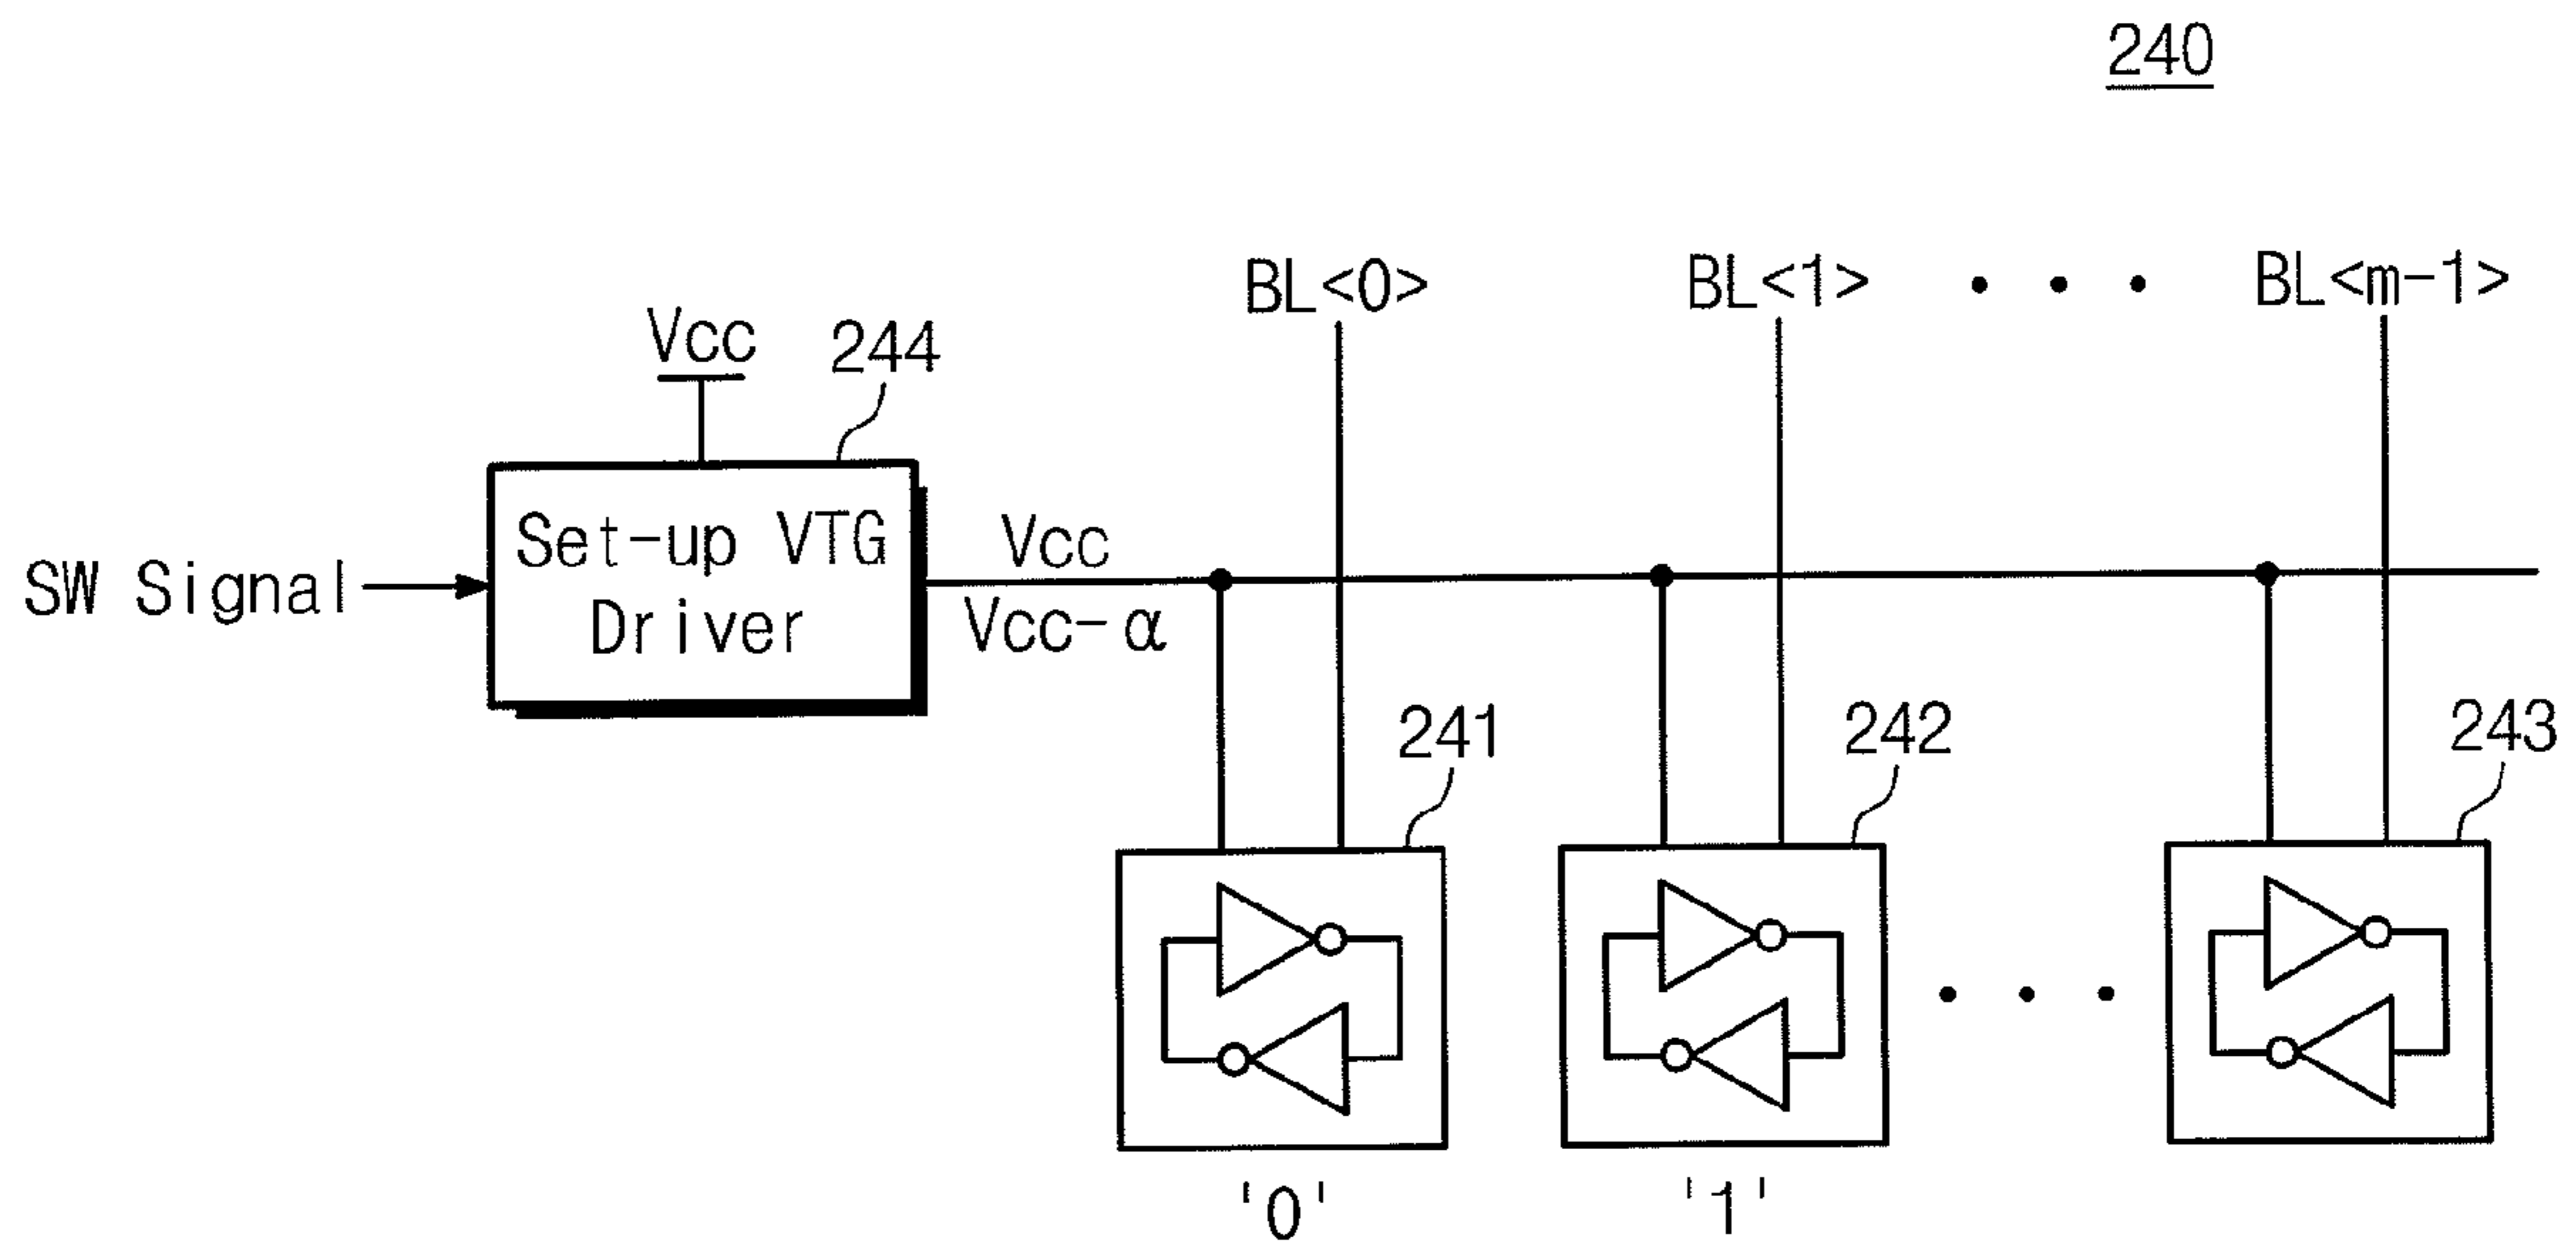 240
BL<0>
BL<1>
• • •
BL<m-1>
Vcc
244
Set-up VTG
Driver
SW Signal
Vcc
Vcc-α
241
242
243
• • •
'0'
'1'